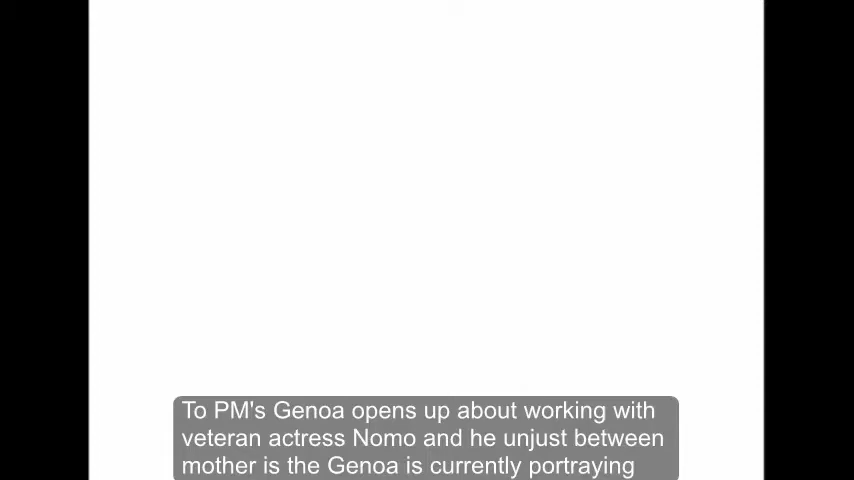 To PM's Genoa opens up about working with
veteran actress Nomo and he unjust between
mother is the Genoa is currently portraying